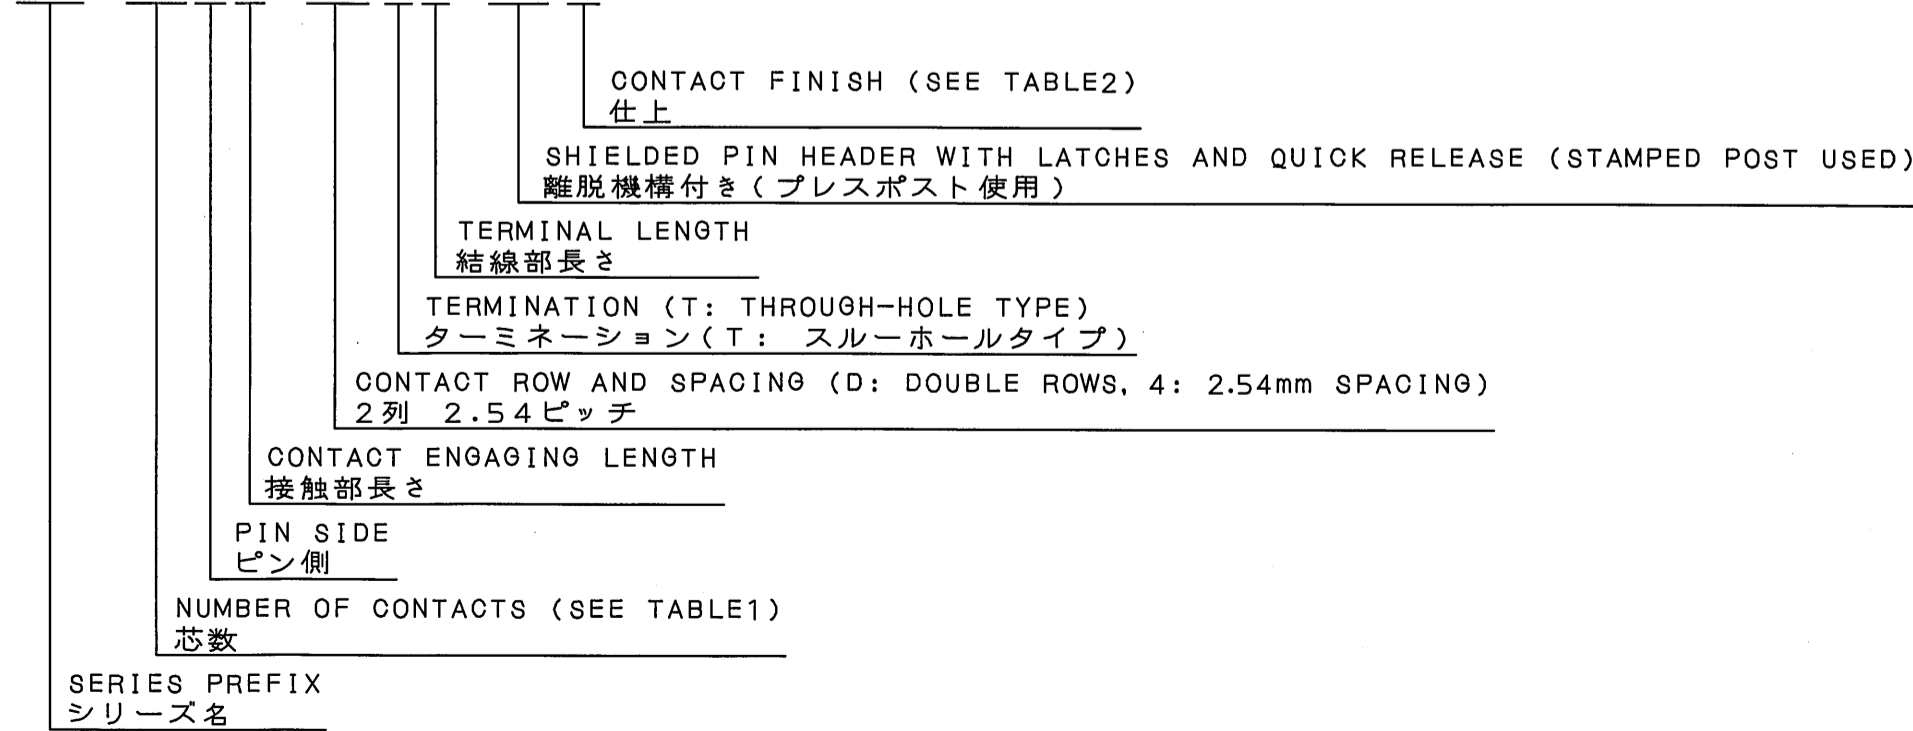 CONTACT FINISH (SEE TABLE2)
仕上
SHIELDED PIN HEADER WITH LATCHES AND QUICK RELEASE (STAMPED POST USED)
離脱機構付き(プレスポスト使用)
TERMINAL LENGTH
結線部長さ
TERMINATION (T: THROUGH-HOLE TYPE)
ターミネーション(T: スルーホールタイプ)
CONTACT ROW AND SPACING (D: DOUBLE ROWS, 4: 2.54mm SPACING)
2列 2.54ピッチ
CONTACT ENGAGING LENGTH
接触部長さ
PIN SIDE
ピン側
NUMBER OF CONTACTS (SEE TABLE1)
芯数
SERIES PREFIX
シリーズ名